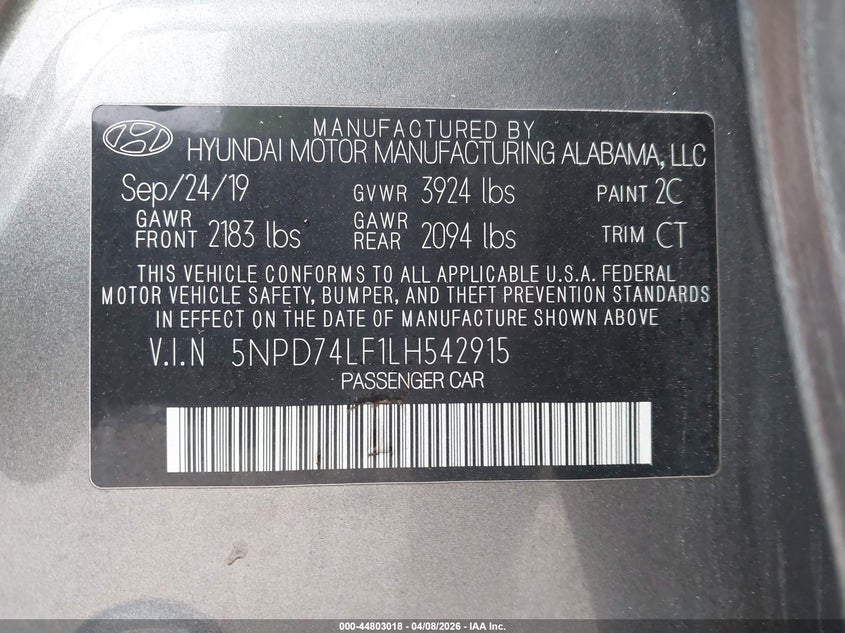 MANUFACTURED BY
HYUNDAI MOTOR MANUFACTURING ALABAMA, LLC
Sep/24/19 GVWR 3924 lbs PAINT 2C
GAWR FRONT 2183 lbs GAWR REAR 2094 lbs TRIM CT
THIS VEHICLE CONFORMS TO ALL APPLICABLE U.S.A. FEDERAL
MOTOR VEHICLE SAFETY, BUMPER, AND THEFT PREVENTION STANDARDS
IN EFFECT ON THE DATE OF MANUFACTURE SHOWN ABOVE
V.I.N 5NPD74LF1LH542915
PASSENGER CAR
000-44803018 - 04/08/2026 - IAA Inc.